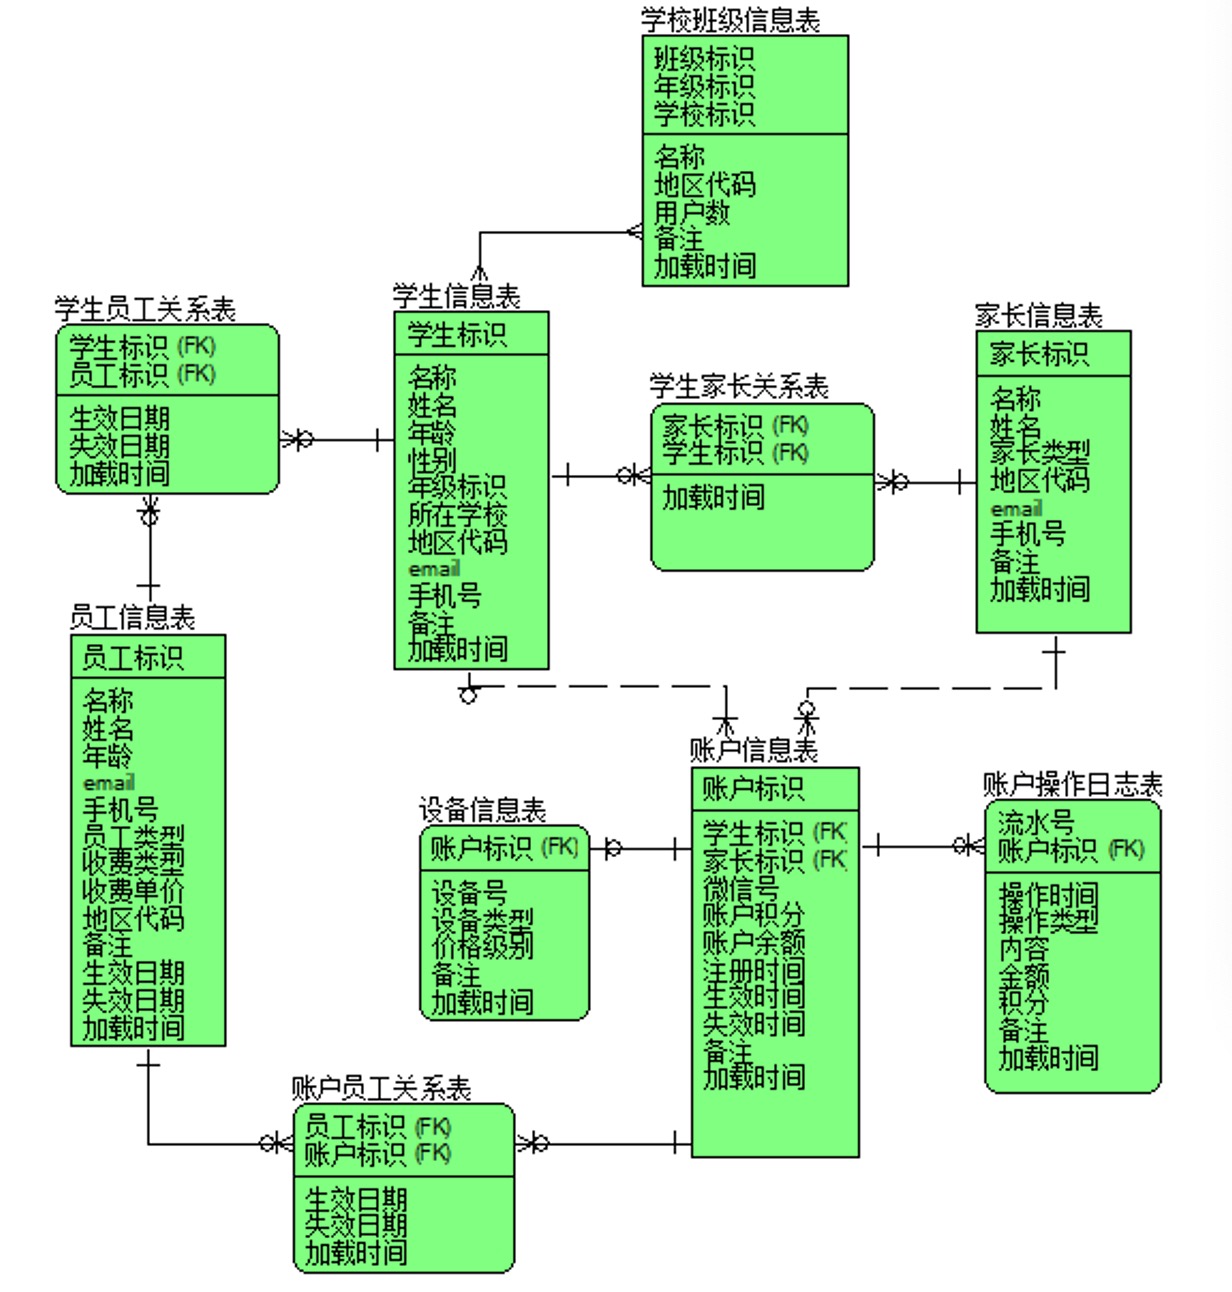 学校班级信息表
班级标识
年级标识
学校标识
名称
地区代码
用户数
备注
加载时间
学生员工关系表
学生标识 (FK)
员工标识 (FK)
生效日期
失效日期
加载时间
学生信息表
学生标识
名称
姓名
年龄
性别
年级标识
所在学校
地区代码
email
手机号
备注
加载时间
学生家长关系表
家长标识 (FK)
学生标识 (FK)
加载时间
家长信息表
家长标识
名称
姓名
家长类型
地区代码
email
手机号
备注
加载时间
员工信息表
员工标识
名称
姓名
年龄
email
手机号
员工类型
收费类型
收费单价
地区代码
备注
生效日期
失效日期
加载时间
设备信息表
账户标识 (FK)
设备号
设备类型
价格级别
备注
加载时间
账户信息表
账户标识
学生标识 (FK
家长标识 (FK
微信号
账户积分
账户余额
注册时间
生效时间
失效时间
备注
加载时间
账户操作日志表
流水号
账户标识 (FK)
操作时间
操作类型
内容
金额
积分
备注
加载时间
账户员工关系表
员工标识 (FK)
账户标识 (FK)
生效日期
失效日期
加载时间